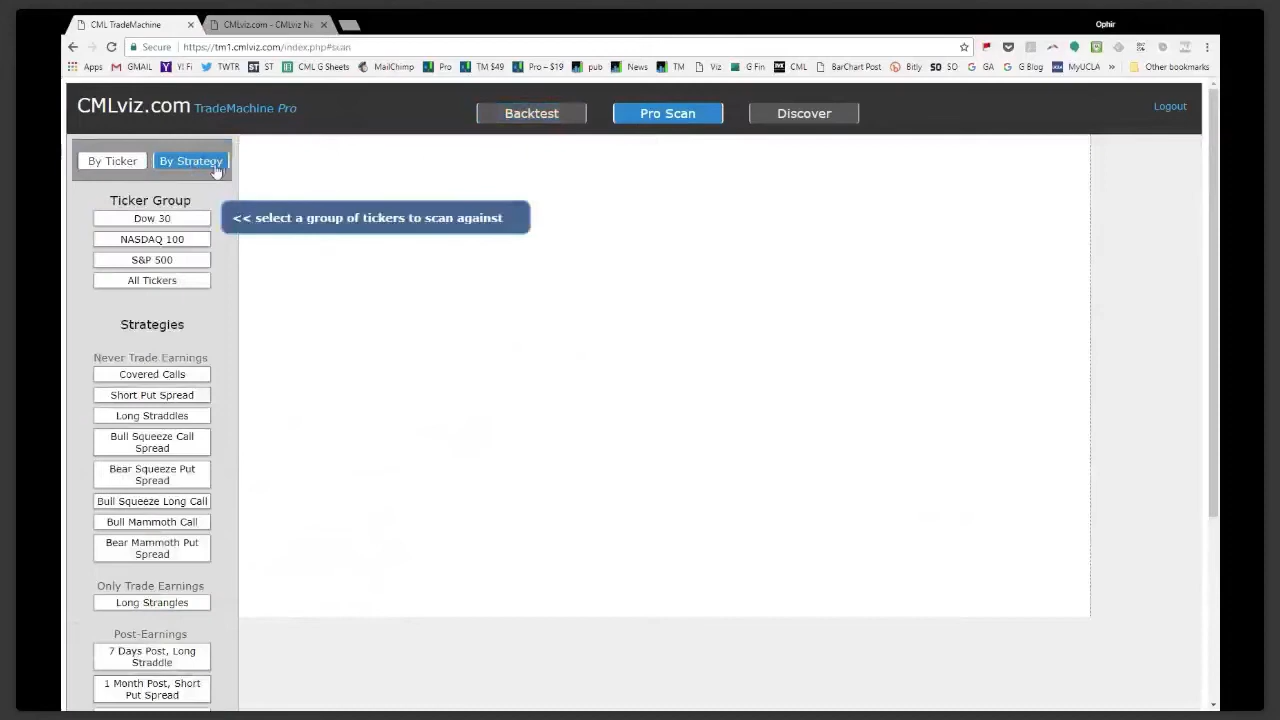 CML TradeMachine
CMLviz.com - CMLviz Ne
Ophir
Secure
https://tm1.cmlviz.com/index.php#scan
Apps
GMAIL
Y! Fi
TWTR
ST
ST
CML G Sheets
MailChimp
Pro
TM $49
Pro – $19
pub
News
TM
Viz
G Fin
CML
BarChart Post
Bitly
SO
SO
GA
G Blog
MyUCLA
»
Other bookmarks
CMLviz.com TradeMachine Pro
Backtest
Pro Scan
Discover
Logout
By Ticker
By Strategy
Ticker Group
Dow 30
<< select a group of tickers to scan against
NASDAQ 100
S&P 500
All Tickers
Strategies
Never Trade Earnings
Covered Calls
Short Put Spread
Long Straddles
Bull Squeeze Call
Spread
Bear Squeeze Put
Spread
Bull Squeeze Long Call
Bull Mammoth Call
Bear Mammoth Put
Spread
Only Trade Earnings
Long Strangles
Post-Earnings
7 Days Post, Long
Straddle
1 Month Post, Short
Put Spread